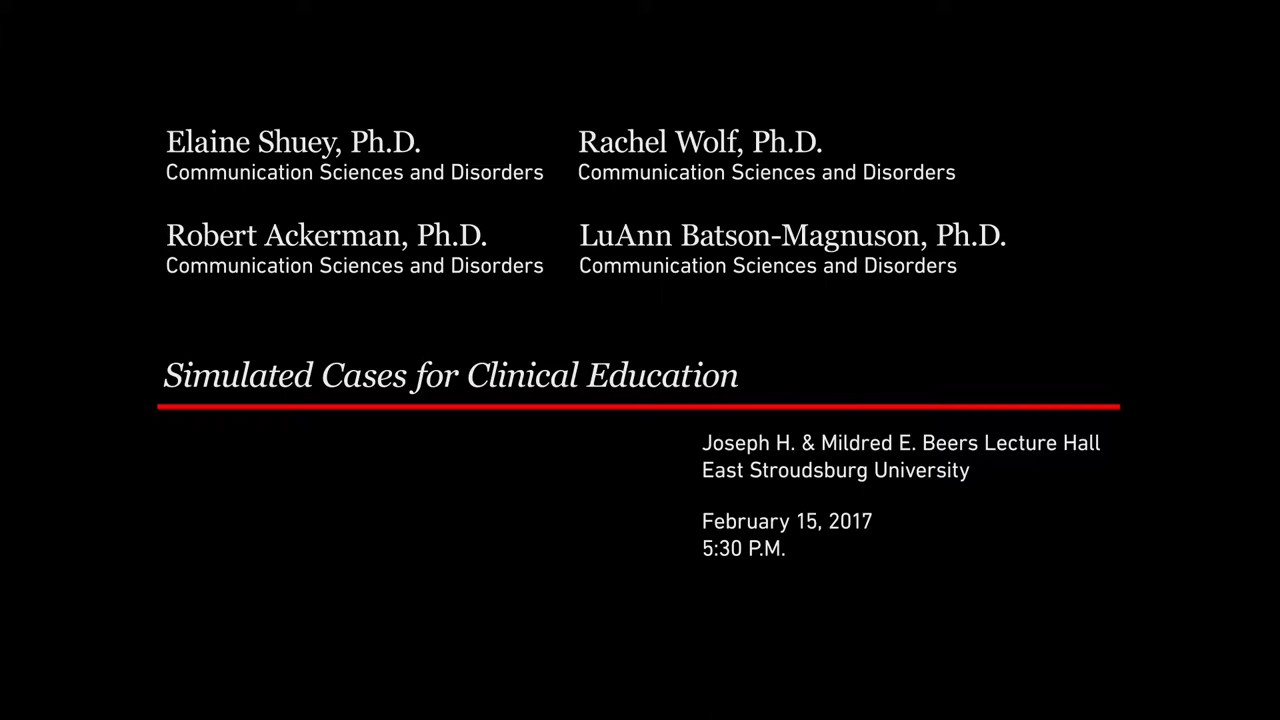 Elaine Shuey, Ph.D.
Communication Sciences and Disorders
Rachel Wolf, Ph.D.
Communication Sciences and Disorders
Robert Ackerman, Ph.D.
Communication Sciences and Disorders
LuAnn Batson-Magnuson, Ph.D.
Communication Sciences and Disorders
Simulated Cases for Clinical Education
Joseph H. & Mildred E. Beers Lecture Hall
East Stroudsburg University
February 15, 2017
5:30 P.M.